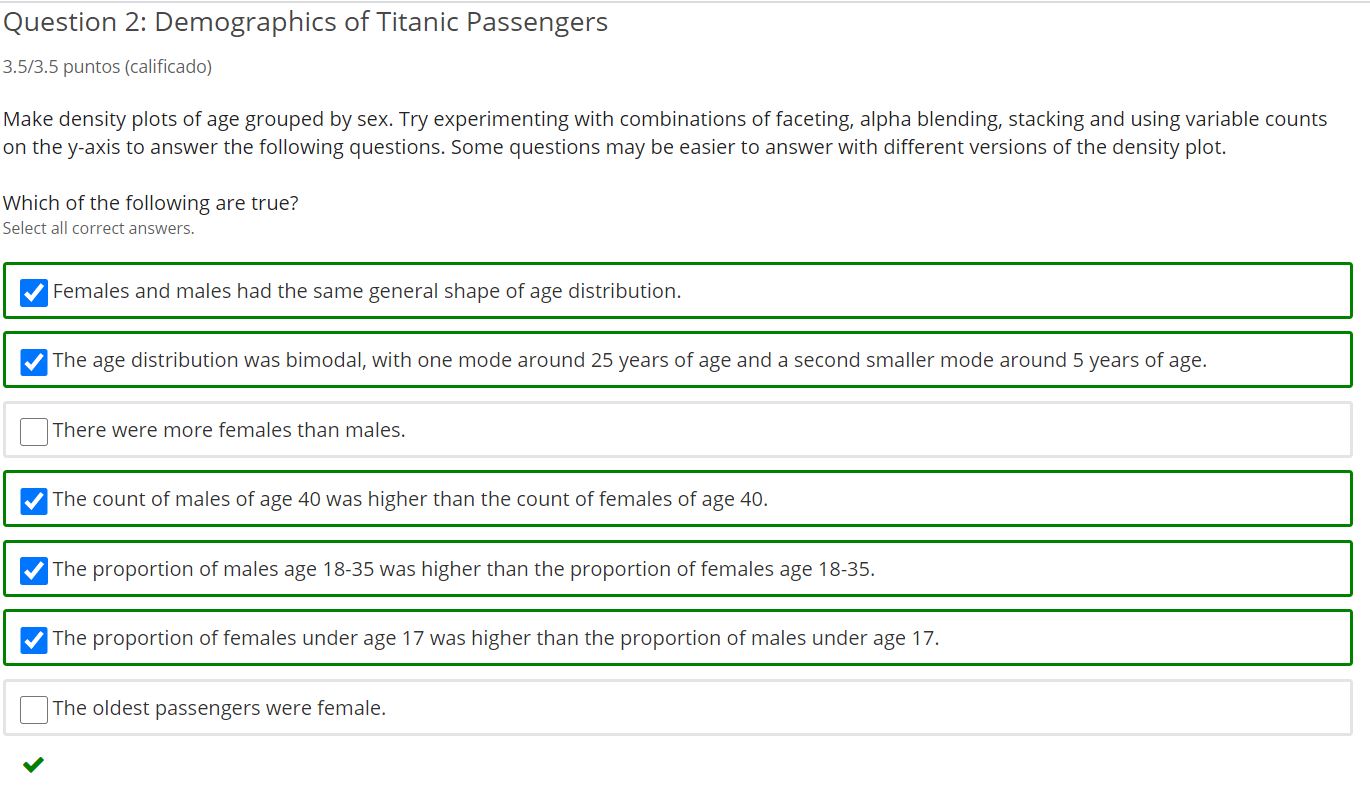 Question 2: Demographics of Titanic Passengers
3.5/3.5 puntos (calificado)
Make density plots of age grouped by sex. Try experimenting with combinations of faceting, alpha blending, stacking and using variable counts
on the y-axis to answer the following questions. Some questions may be easier to answer with different versions of the density plot.
Which of the following are true?
Select all correct answers.
Females and males had the same general shape of age distribution.
The age distribution was bimodal, with one mode around 25 years of age and a second smaller mode around 5 years of age.
There were more females than males.
The count of males of age 40 was higher than the count of females of age 40.
The proportion of males age 18-35 was higher than the proportion of females age 18-35.
The proportion of females under age 17 was higher than the proportion of males under age 17.
The oldest passengers were female.